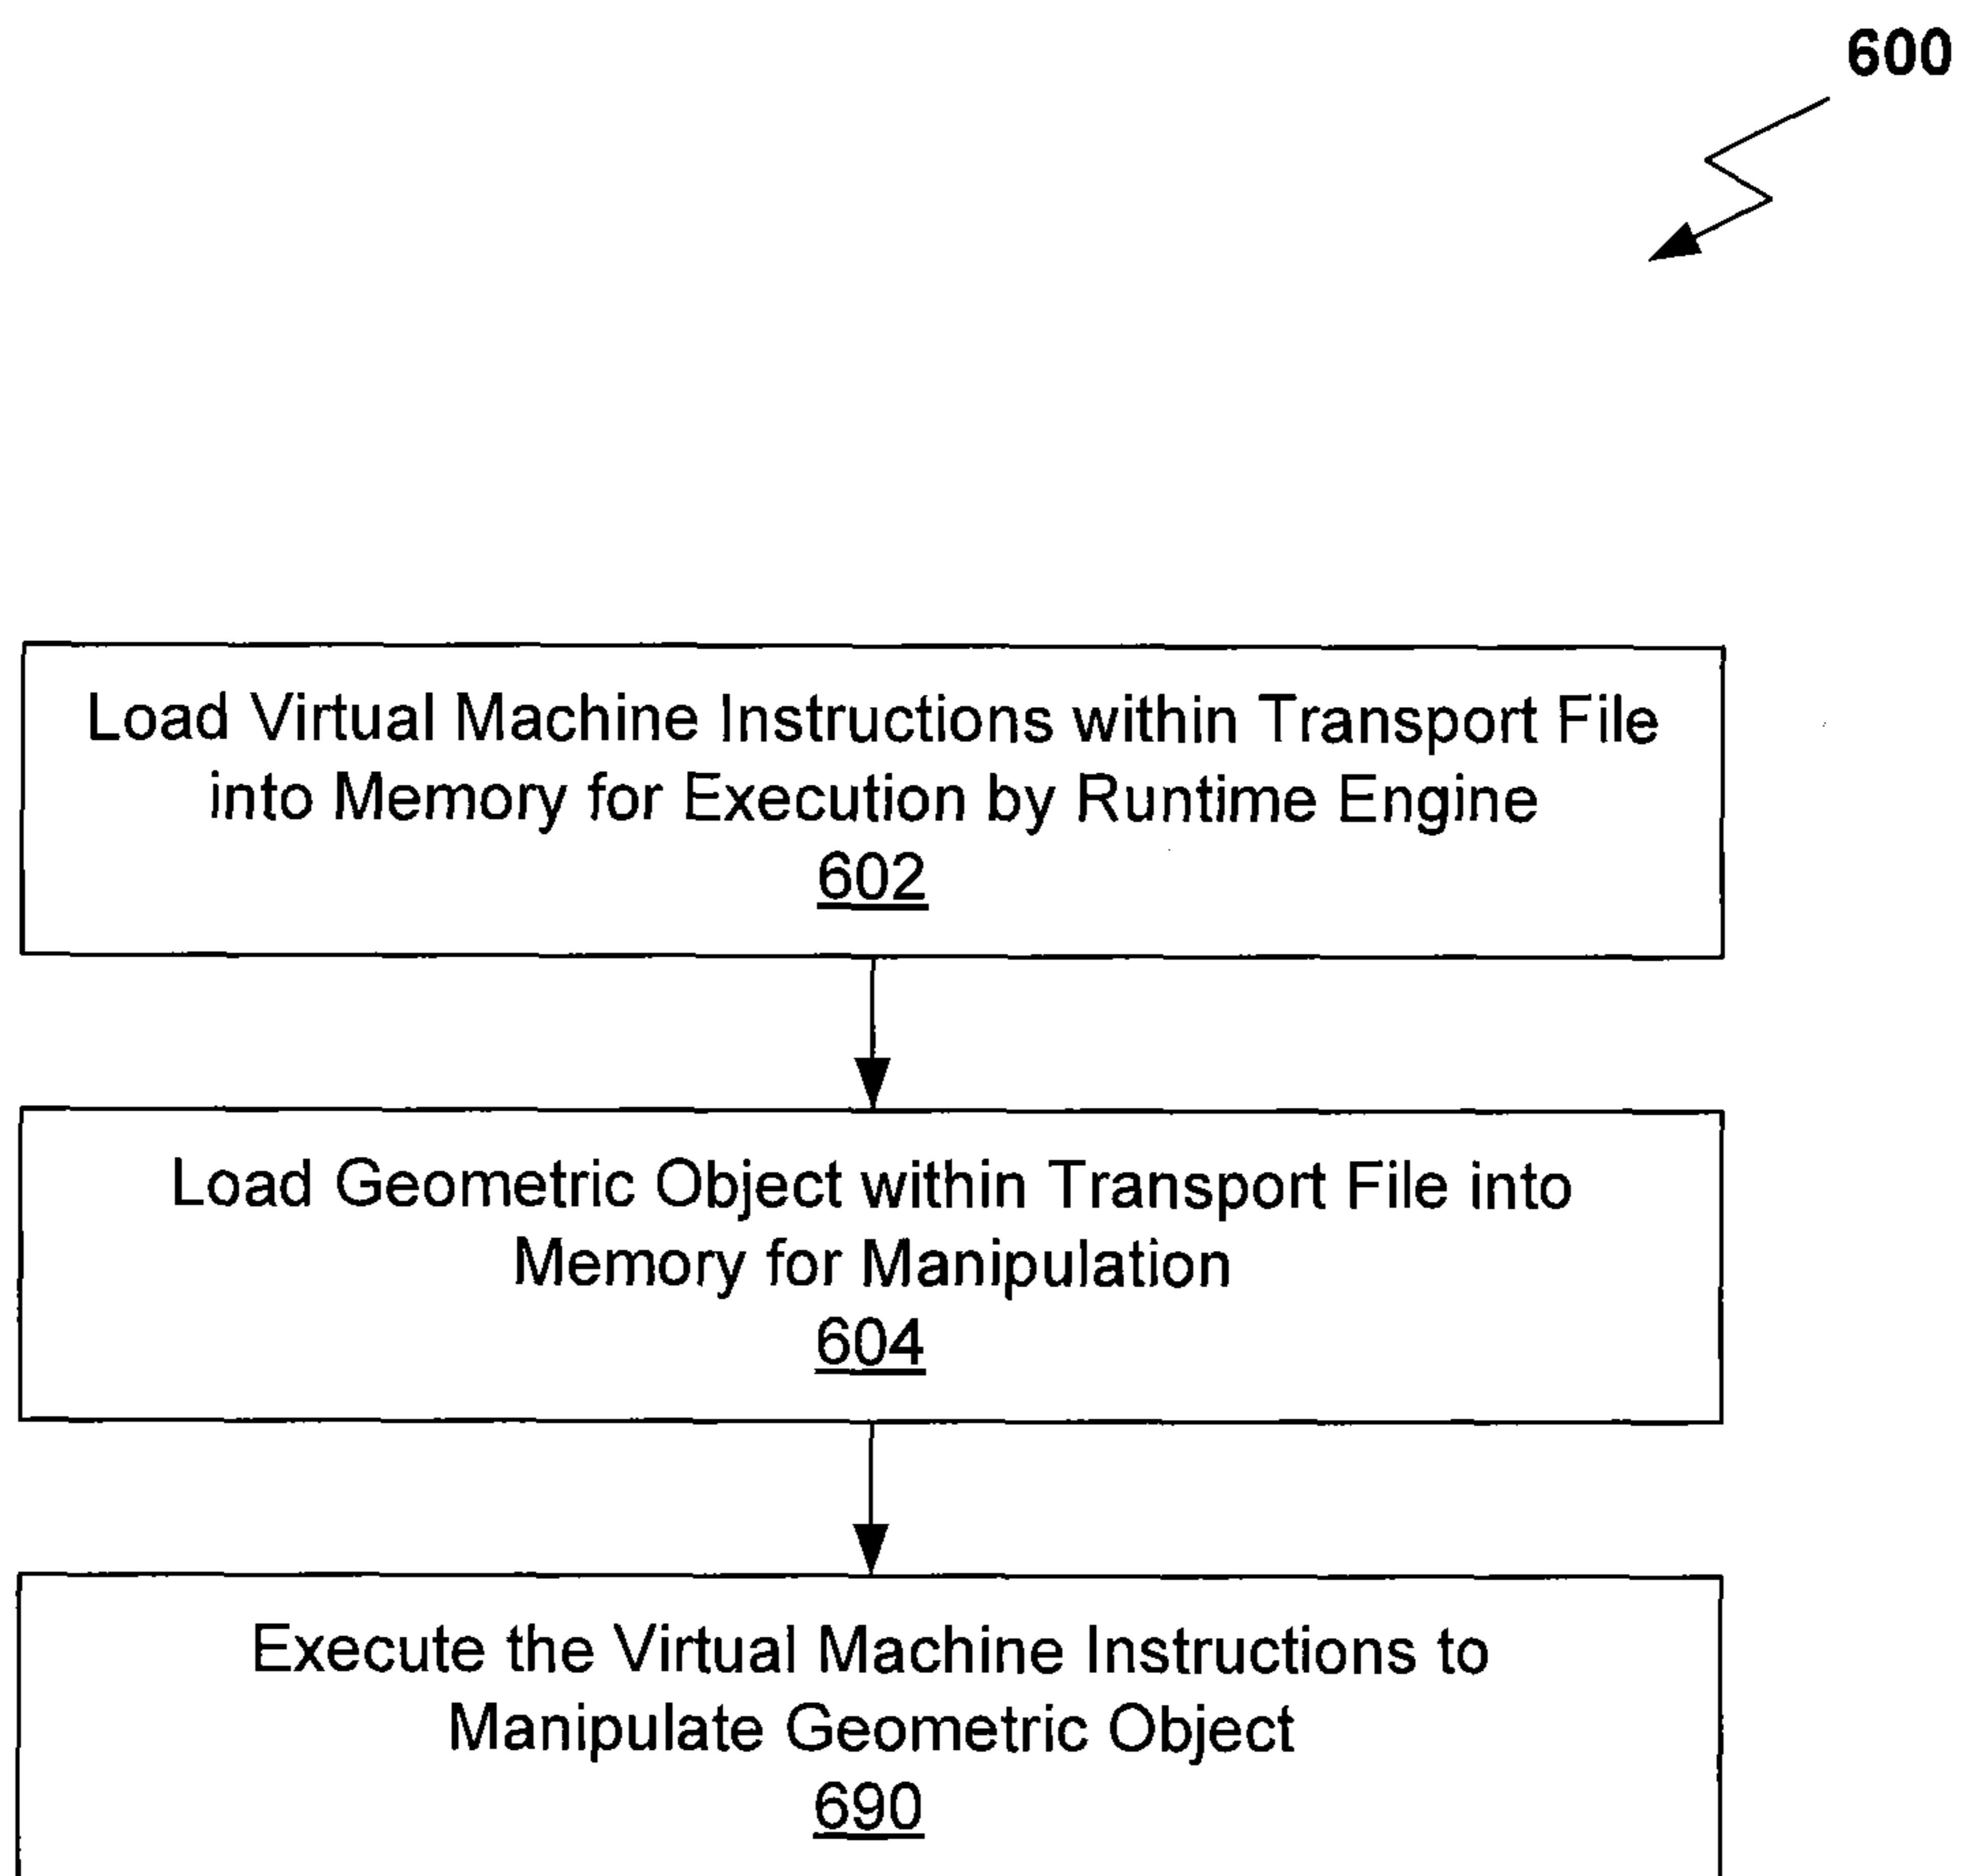 600
Load Virtual Machine Instructions within Transport File
into Memory for Execution by Runtime Engine
602
Load Geometric Object within Transport File into
Memory for Manipulation
604
Execute the Virtual Machine Instructions to
Manipulate Geometric Object
690